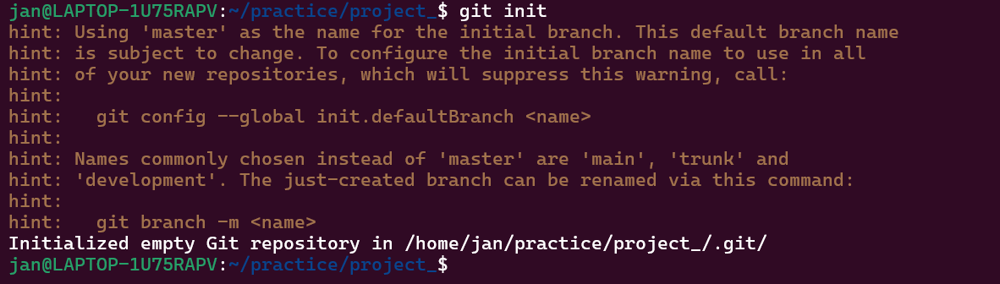 jan@LAPTOP-1U75RAPV:~/practice/project_$ git init
hint: Using 'master' as the name for the initial branch. This default branch name
hint: is subject to change. To configure the initial branch name to use in all
hint: of your new repositories, which will suppress this warning, call:
hint:
hint:   git config --global init.defaultBranch <name>
hint:
hint: Names commonly chosen instead of 'master' are 'main', 'trunk' and
hint: 'development'. The just-created branch can be renamed via this command:
hint:
hint:   git branch -m <name>
Initialized empty Git repository in /home/jan/practice/project_/.git/
jan@LAPTOP-1U75RAPV:~/practice/project_$